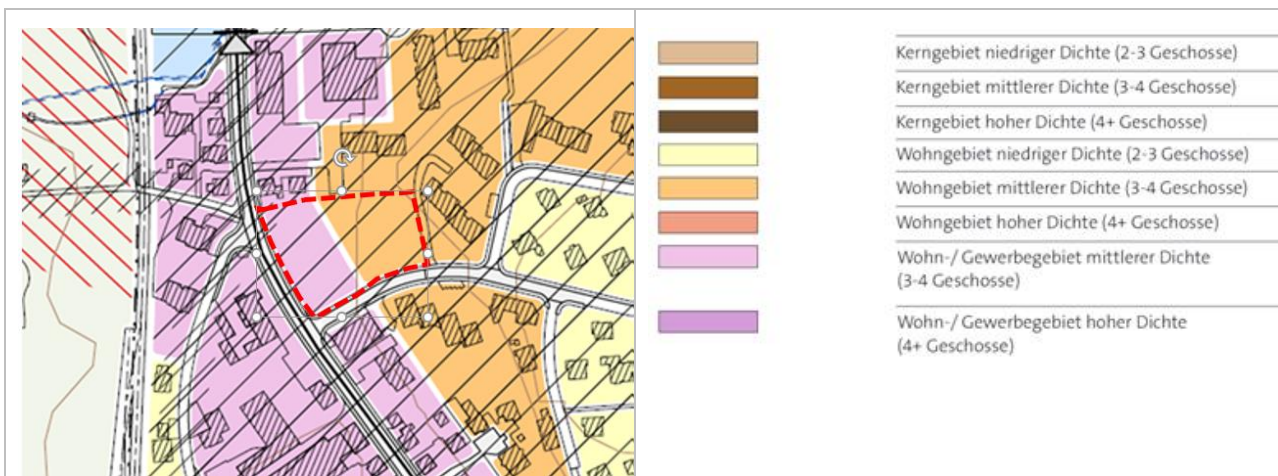 Kerngebiet niedriger Dichte (2-3 Geschosse)
Kerngebiet mittlerer Dichte (3-4 Geschosse)
Kerngebiet hoher Dichte (4+ Geschosse)
Wohngebiet niedriger Dichte (2-3 Geschosse)
Wohngebiet mittlerer Dichte (3-4 Geschosse)
Wohngebiet hoher Dichte (4+ Geschosse)
Wohn-/ Gewerbegebiet mittlerer Dichte
(3-4 Geschosse)
Wohn-/ Gewerbegebiet hoher Dichte
(4+ Geschosse)